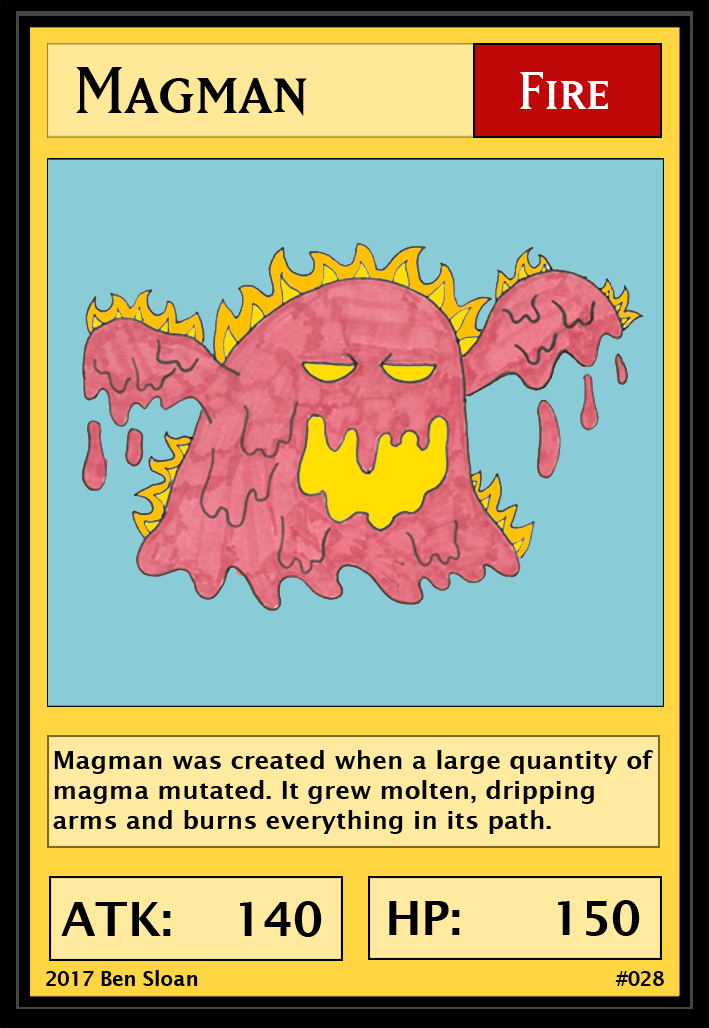 Magman
Fire
Magman was created when a large quantity of
magma mutated. It grew molten, dripping
arms and burns everything in its path.
ATK: 140
HP: 150
2017 Ben Sloan
#028